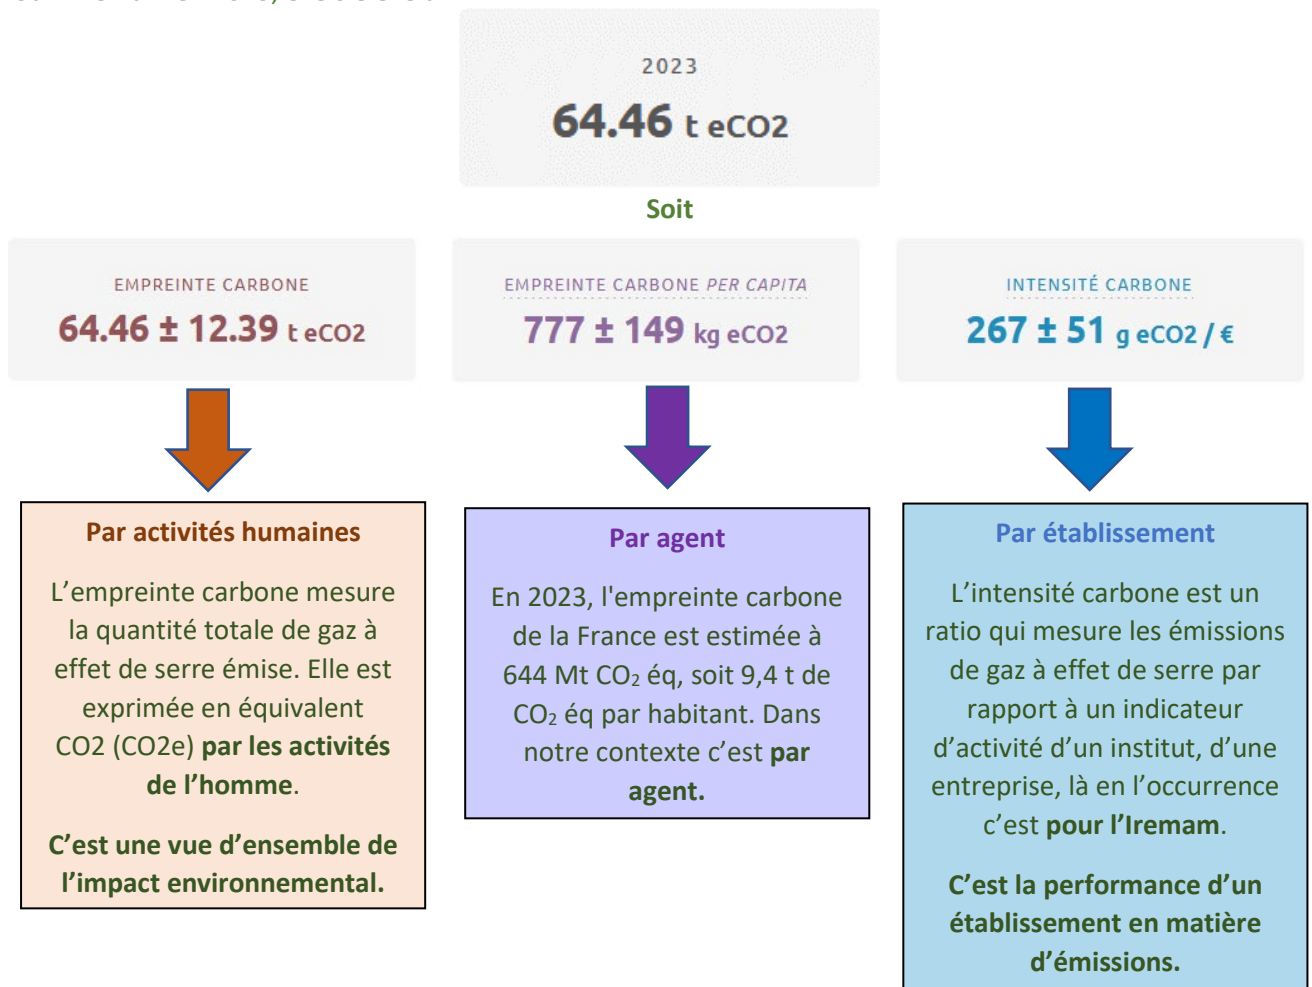 2023
64.46 t eCO2
Soit
EMPREINTE CARBONE
64.46 ± 12.39 t eCO2
EMPREINTE CARBONE PER CAPITA
777 ± 149 kg eCO2
INTENSITÉ CARBONE
267 ± 51 g eCO2 / €
Par activités humaines
L’empreinte carbone mesure
la quantité totale de gaz à
effet de serre émise. Elle est
exprimée en équivalent
CO2 (CO2e) par les activités
de l’homme.
C’est une vue d’ensemble de
l’impact environnemental.
Par agent
En 2023, l'empreinte carbone
de la France est estimée à
644 Mt CO₂ éq, soit 9,4 t de
CO₂ éq par habitant. Dans
notre contexte c’est par
agent.
Par établissement
L’intensité carbone est un
ratio qui mesure les émissions
de gaz à effet de serre par
rapport à un indicateur
d’activité d’un institut, d’une
entreprise, là en l’occurrence
c’est pour l’Iremam.
C’est la performance d’un
établissement en matière
d’émissions.